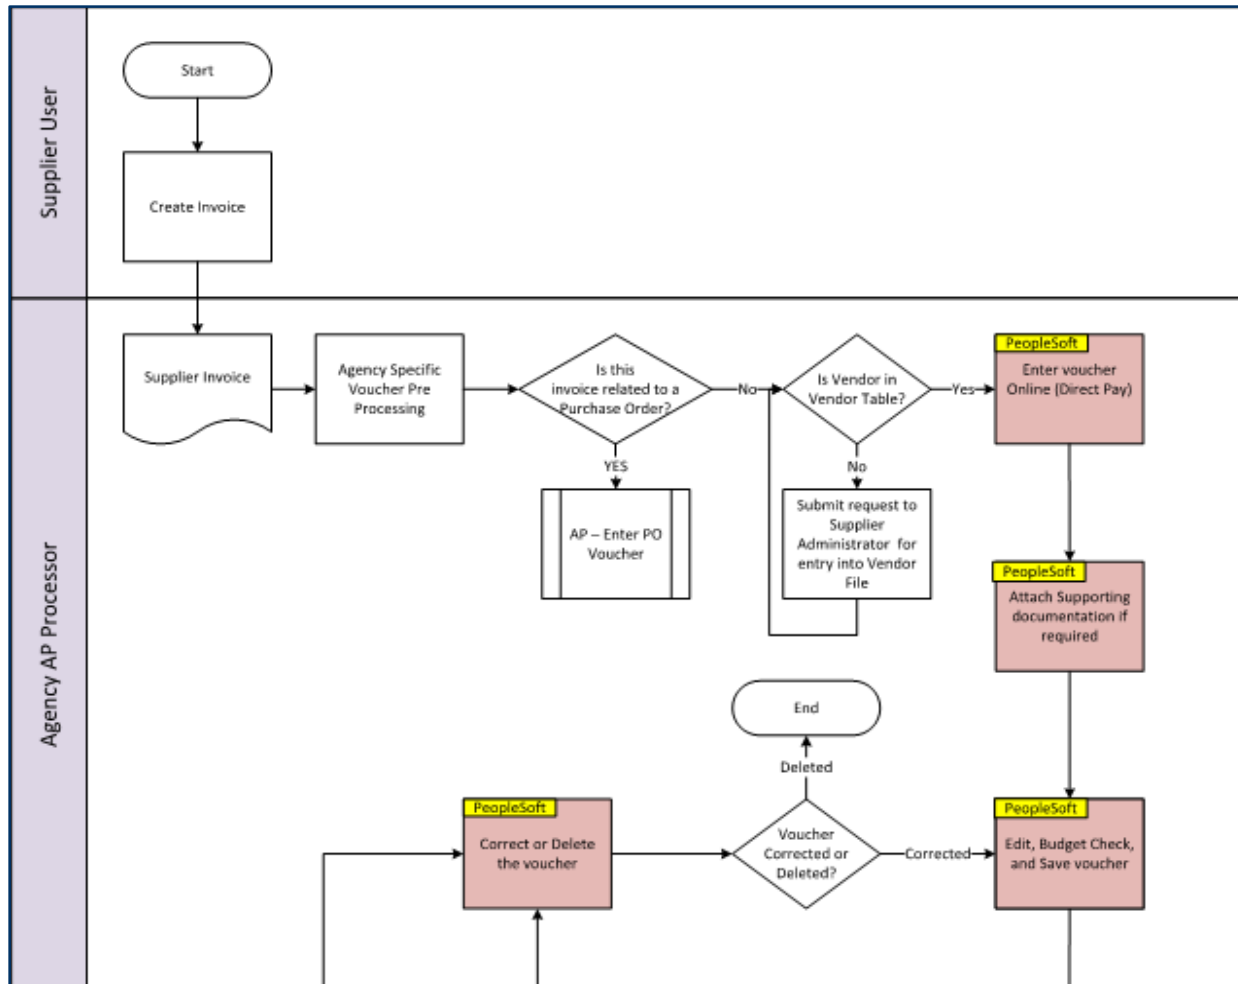 Supplier User
Start
Create Invoice
Agency AP Processor
Supplier Invoice
Agency Specific
Voucher Pre
Processing
Is this
invoice related to a
Purchase Order?
No
Is Vendor in
Vendor Table?
Yes
PeopleSoft
Enter voucher
Online (Direct Pay)
YES
AP – Enter PO
Voucher
No
Submit request to
Supplier
Administrator for
entry into Vendor
File
PeopleSoft
Attach Supporting
documentation if
required
End
Deleted
PeopleSoft
Correct or Delete
the voucher
Voucher
Corrected or
Deleted?
Corrected
PeopleSoft
Edit, Budget Check,
and Save voucher